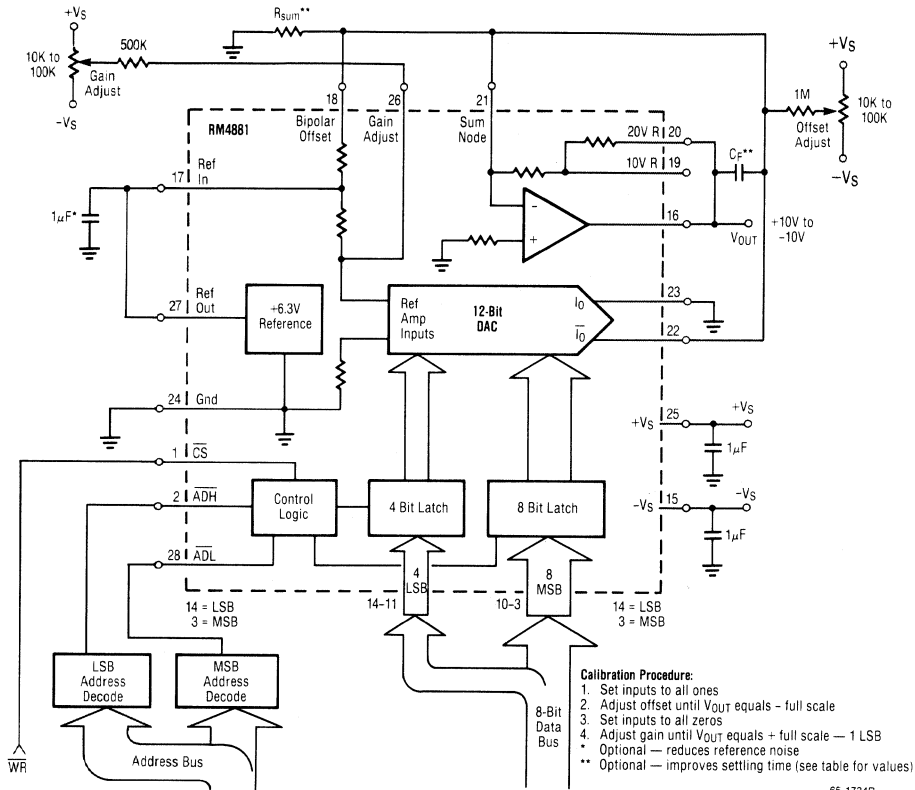 +VS
10K to
100K
Gain
Adjust
500K
-VS
Rsum**
18
26
21
RM4881
Bipolar
Offset
Gain
Adjust
Sum
Node
20V R 20
10V R 19
CF**
1M
Offset
Adjust
+VS
10K to
100K
-VS
17
Ref
In
1μF*
-
+
16
VOUT
+10V to
-10V
27
Ref
Out
+6.3V
Reference
Ref
Amp
Inputs
12-Bit
DAC
IO
IO
23
22
24 Gnd
+VS 25
+VS
1μF
1 CS
2 ADH
28 ADL
Control
Logic
4 Bit Latch
8 Bit Latch
-VS 15
-VS
1μF
4
LSB
8
MSB
14-11
10-3
14 = LSB
3 = MSB
14 = LSB
3 = MSB
LSB
Address
Decode
MSB
Address
Decode
WR
Address Bus
8-Bit
Data
Bus
Calibration Procedure:
1. Set inputs to all ones
2. Adjust offset until VOUT equals - full scale
3. Set inputs to all zeros
4. Adjust gain until VOUT equals + full scale — 1 LSB
* Optional — reduces reference noise
** Optional — improves settling time (see table for values)